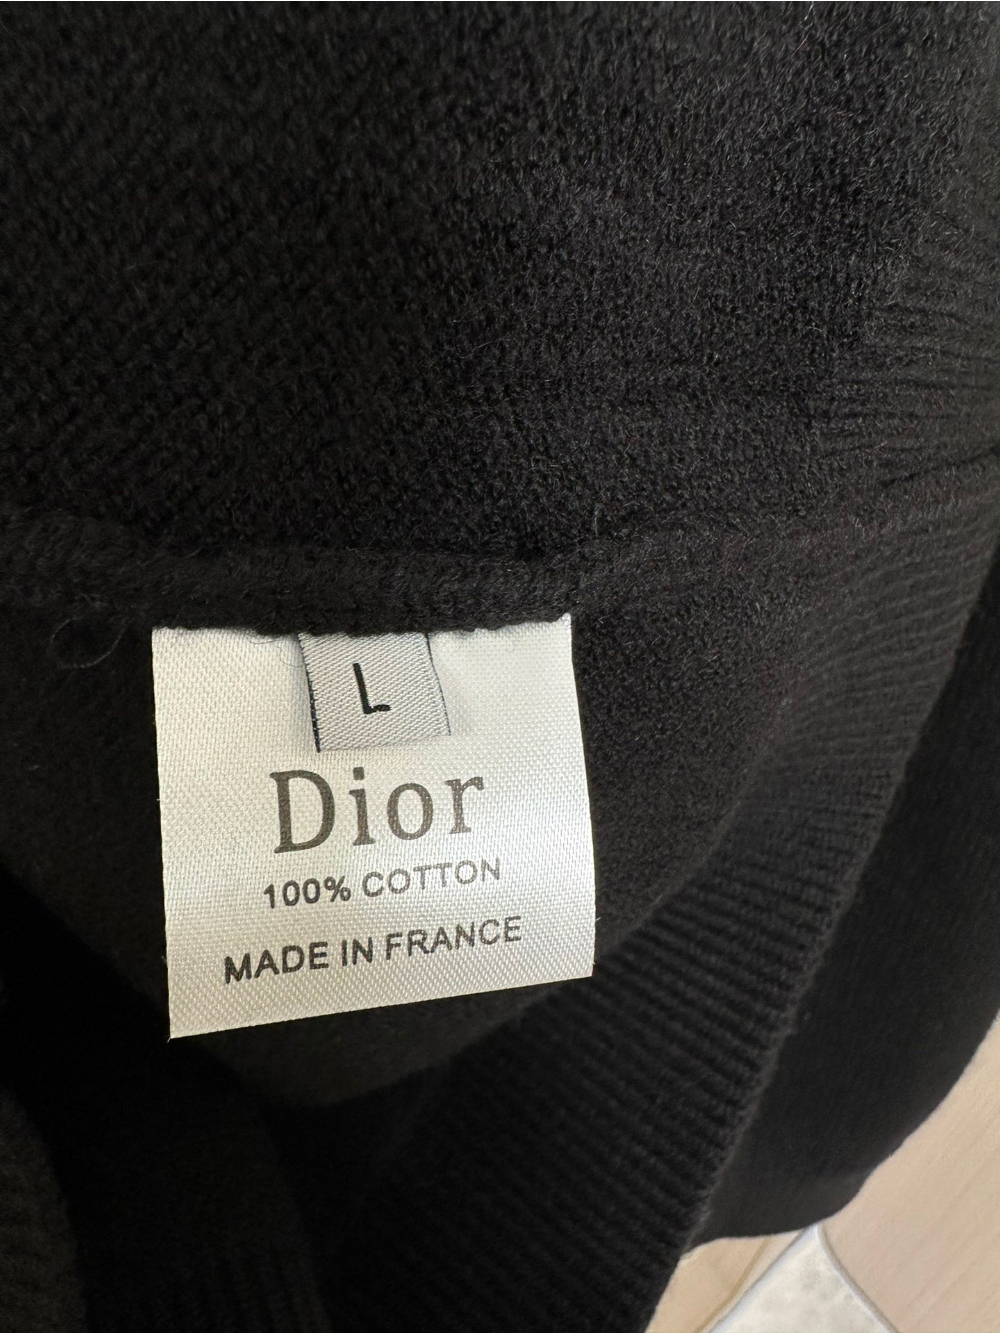 L
Dior
100% COTTON
MADE IN FRANCE